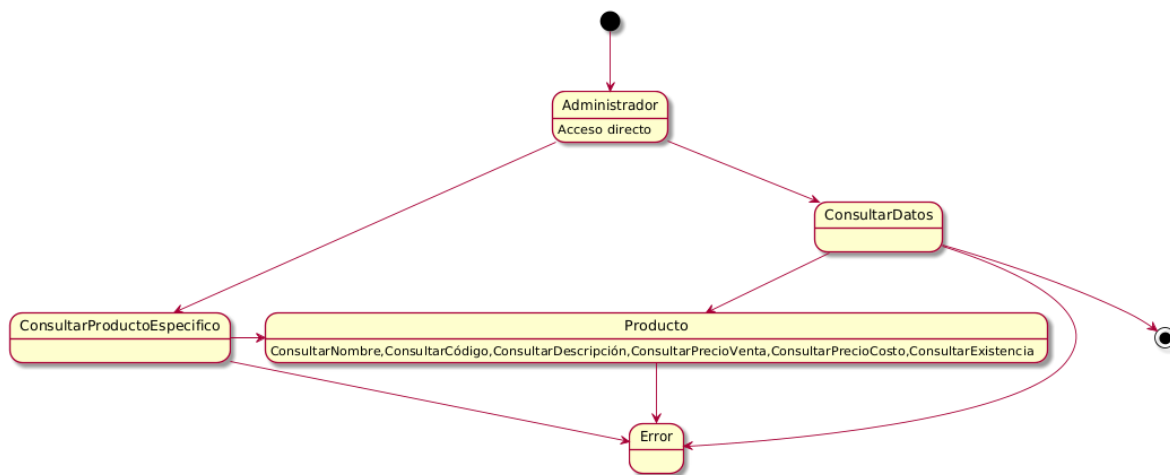 Administrador
Acceso directo
ConsultarDatos
ConsultarProductoEspecifico
Producto
ConsultarNombre,ConsultarCódigo,ConsultarDescripción,ConsultarPrecioVenta,ConsultarPrecioCosto,ConsultarExistencia
Error